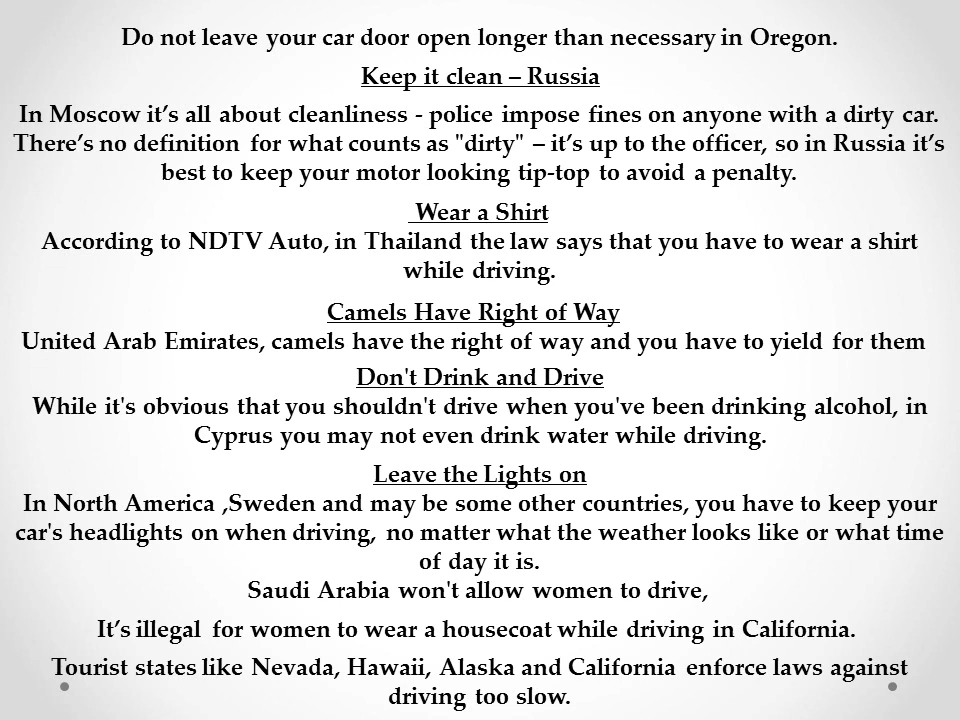 Do not leave your car door open longer than necessary in Oregon.
Keep it clean – Russia
In Moscow it’s all about cleanliness - police impose fines on anyone with a dirty car.
There’s no definition for what counts as "dirty" – it’s up to the officer, so in Russia it’s
best to keep your motor looking tip-top to avoid a penalty.
Wear a Shirt
According to NDTV Auto, in Thailand the law says that you have to wear a shirt
while driving.
Camels Have Right of Way
United Arab Emirates, camels have the right of way and you have to yield for them
Don't Drink and Drive
While it's obvious that you shouldn't drive when you've been drinking alcohol, in
Cyprus you may not even drink water while driving.
Leave the Lights on
In North America ,Sweden and may be some other countries, you have to keep your
car's headlights on when driving, no matter what the weather looks like or what time
of day it is.
Saudi Arabia won't allow women to drive,
It’s illegal for women to wear a housecoat while driving in California.
Tourist states like Nevada, Hawaii, Alaska and California enforce laws against
driving too slow.